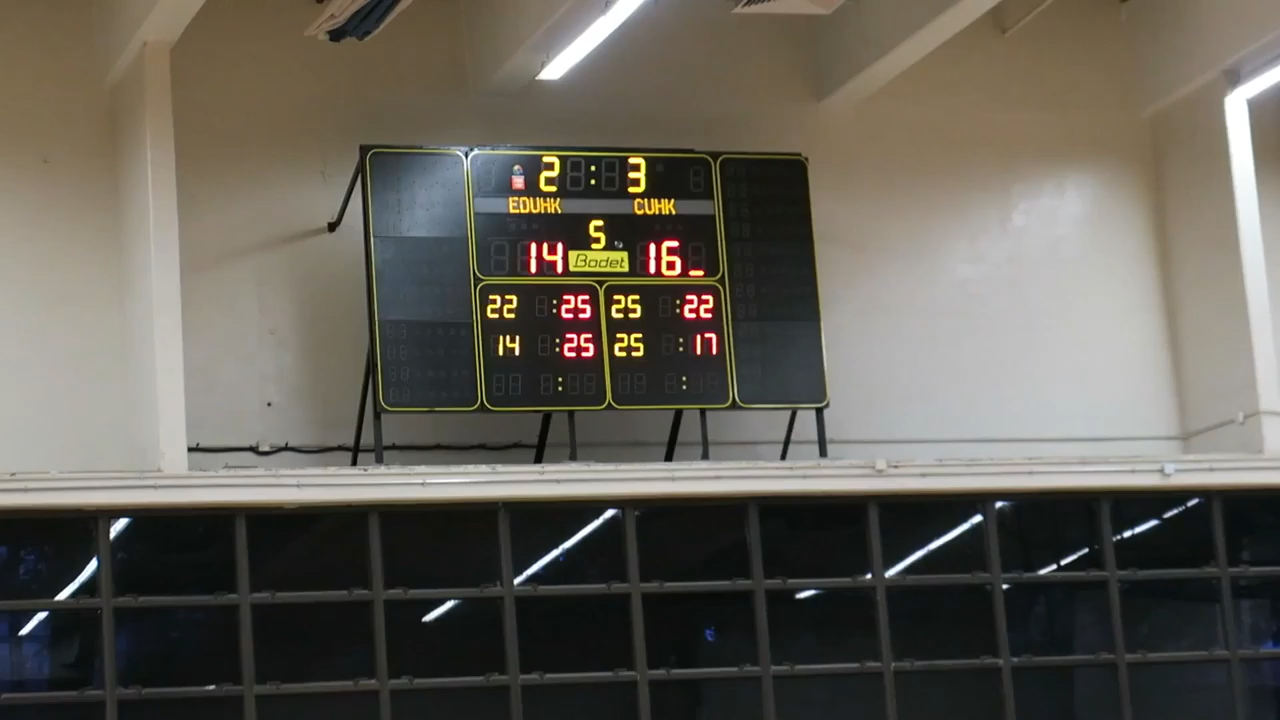 2 : 3
EDUHK CUHK
5
14 Bodet 16
22 : 25 25 : 22
14 : 25 25 : 17
: :